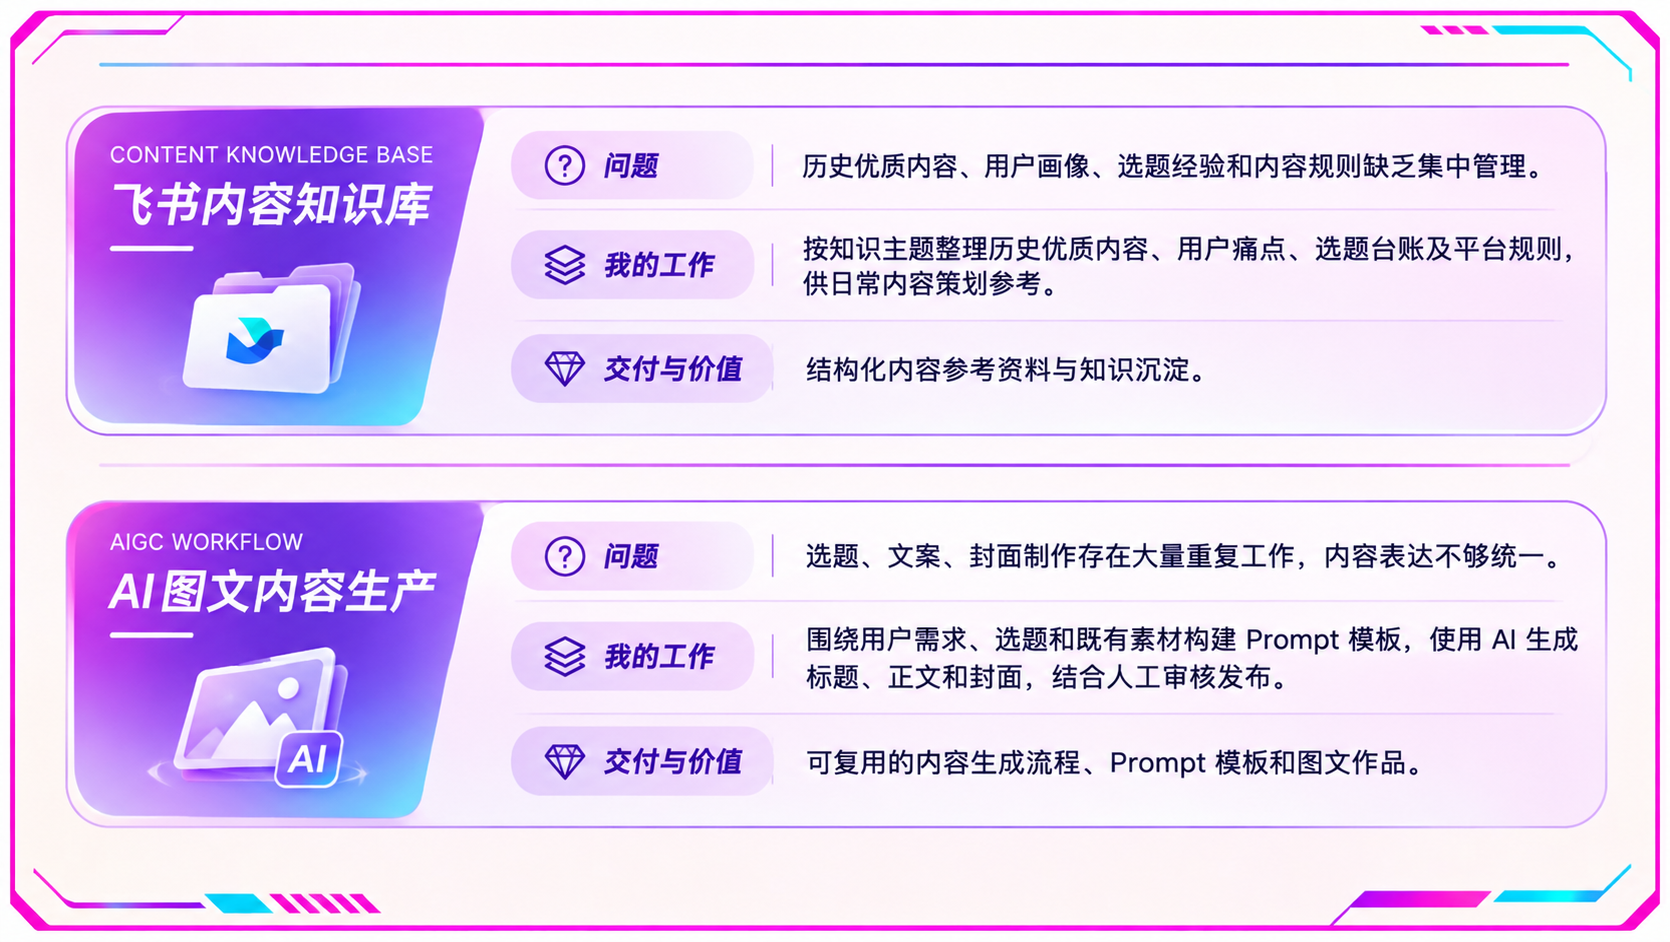 CONTENT KNOWLEDGE BASE
飞书内容知识库
问题
历史优质内容、用户画像、选题经验和内容规则缺乏集中管理。
我的工作
按知识主题整理历史优质内容、用户痛点、选题台账及平台规则,
供日常内容策划参考。
交付与价值
结构化内容参考资料与知识沉淀。
AIGC WORKFLOW
AI图文内容生产
AI
问题
选题、文案、封面制作存在大量重复工作，内容表达不够统一。
我的工作
围绕用户需求、选题和既有素材构建 Prompt 模板，使用 AI 生成
标题、正文和封面，结合人工审核发布。
交付与价值
可复用的内容生成流程、Prompt 模板和图文作品。